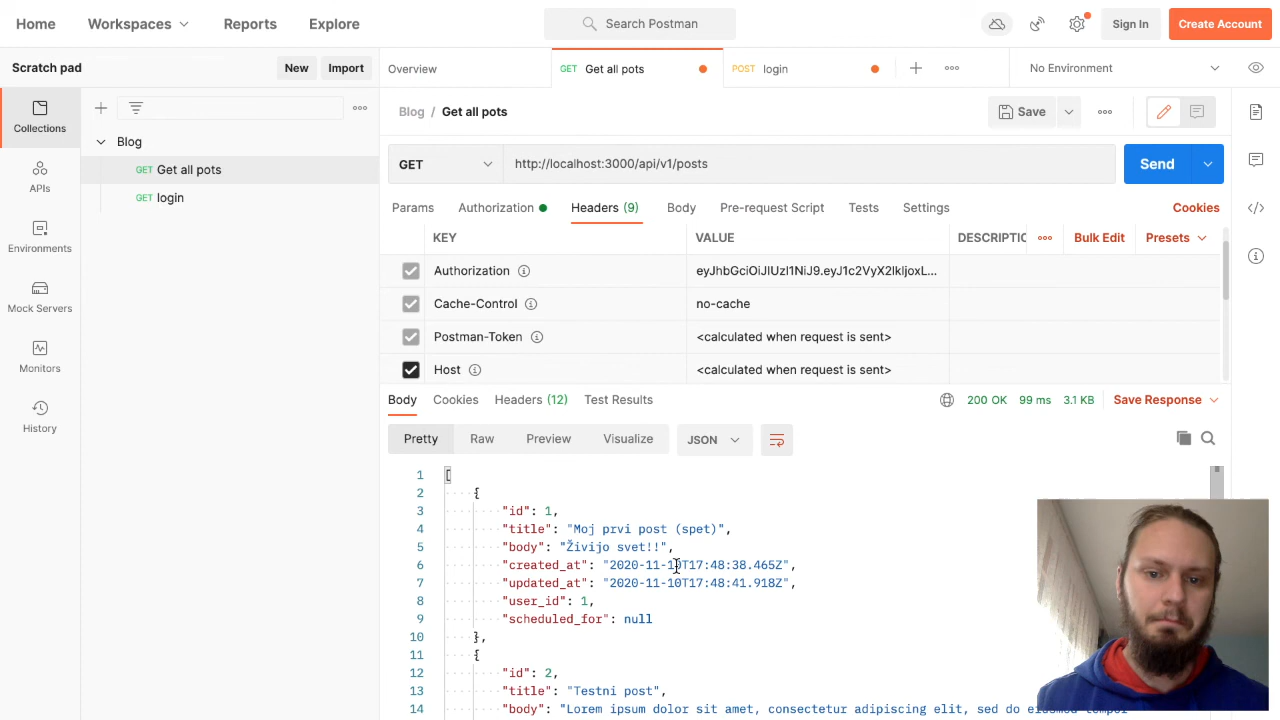 Home Workspaces Reports Explore Search Postman Sign In Create Account
Scratch pad New Import Overview GET Get all pots POST login No Environment
Collections
APIs
Environments
Mock Servers
Monitors
History
Blog
GET Get all pots
GET login
Blog / Get all pots Save
GET http://localhost:3000/api/v1/posts Send
Params Authorization Headers (9) Body Pre-request Script Tests Settings Cookies
KEY VALUE DESCRIPTIC Bulk Edit Presets
Authorization eyJhbGciOiJIUzI1NiJ9.eyJ1c2VyX2lkIjoxL...
Cache-Control no-cache
Postman-Token <calculated when request is sent>
Host <calculated when request is sent>
Body Cookies Headers (12) Test Results 200 OK 99 ms 3.1 KB Save Response
Pretty Raw Preview Visualize JSON
1 [
2 {
3 "id": 1,
4 "title": "Moj prvi post (spet)",
5 "body": "Živijo svet!!",
6 "created_at": "2020-11-10T17:48:38.465Z",
7 "updated_at": "2020-11-10T17:48:41.918Z",
8 "user_id": 1,
9 "scheduled_for": null
10 },
11 {
12 "id": 2,
13 "title": "Testni post",
14 "body": "Lorem ipsum dolor sit amet, consectetur adipiscing elit, sed do eiusmod tempor